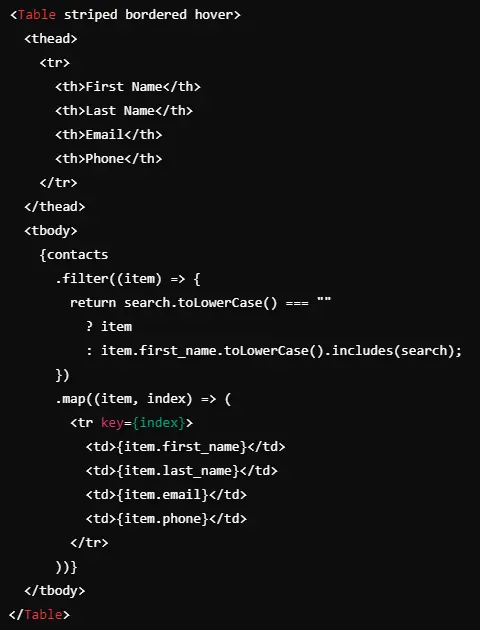 <Table striped bordered hover>
  <thead>
    <tr>
      <th>First Name</th>
      <th>Last Name</th>
      <th>Email</th>
      <th>Phone</th>
    </tr>
  </thead>
  <tbody>
    {contacts
      .filter((item) => {
        return search.toLowerCase() === ""
          ? item
          : item.first_name.toLowerCase().includes(search);
      })
      .map((item, index) => (
        <tr key={index}>
          <td>{item.first_name}</td>
          <td>{item.last_name}</td>
          <td>{item.email}</td>
          <td>{item.phone}</td>
        </tr>
      ))}
  </tbody>
</Table>